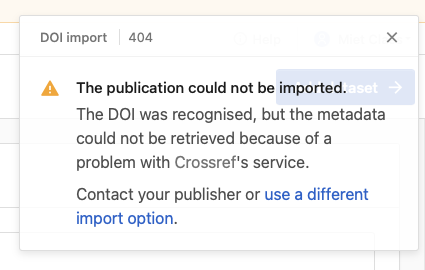 DOI import | 404
The publication could not be imported.
The DOI was recognised, but the metadata
could not be retrieved because of a
problem with Crossref's service.
Contact your publisher or use a different
import option.